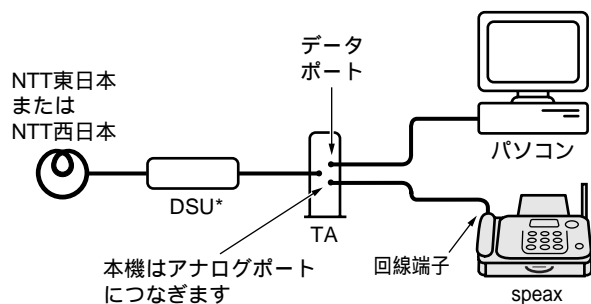 データ
ポート
NTT東日本
または
NTT西日本
パソコン
DSU*
TA
本機はアナログポート
につなぎます
回線端子
speax